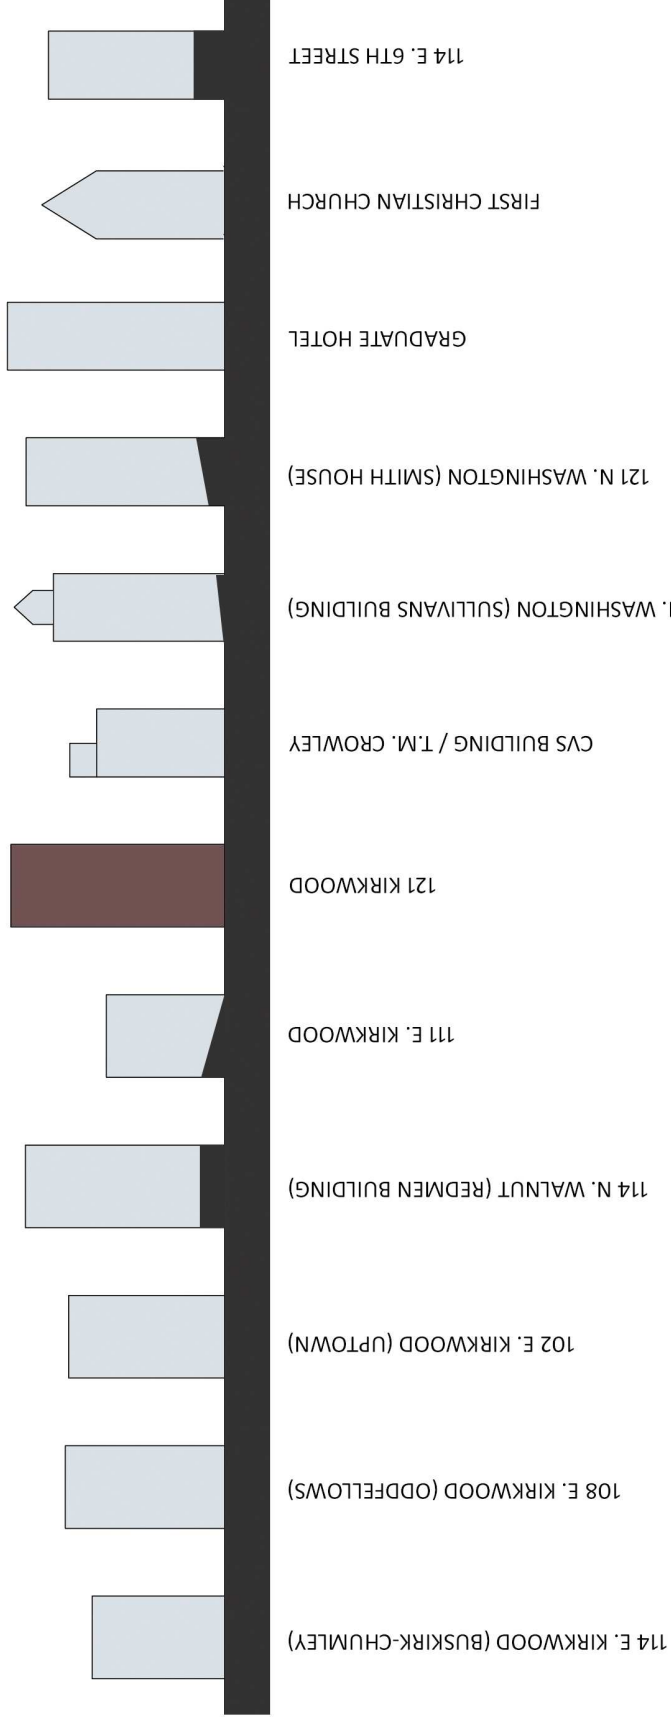 114 E. KIRKWOOD (BUSKIRK-CHUMLEY)
108 E. KIRKWOOD (ODDFELLOWS)
102 E. KIRKWOOD (UPTOWN)
114 N. WALNUT (REDMEN BUILDING)
111 E. KIRKWOOD
121 KIRKWOOD
CVS BUILDING / T.M. CROWLEY
WASHINGTON (SULLIVANS BUILDING)
121 N. WASHINGTON (SMITH HOUSE)
GRADUATE HOTEL
FIRST CHRISTIAN CHURCH
114 E. 6TH STREET